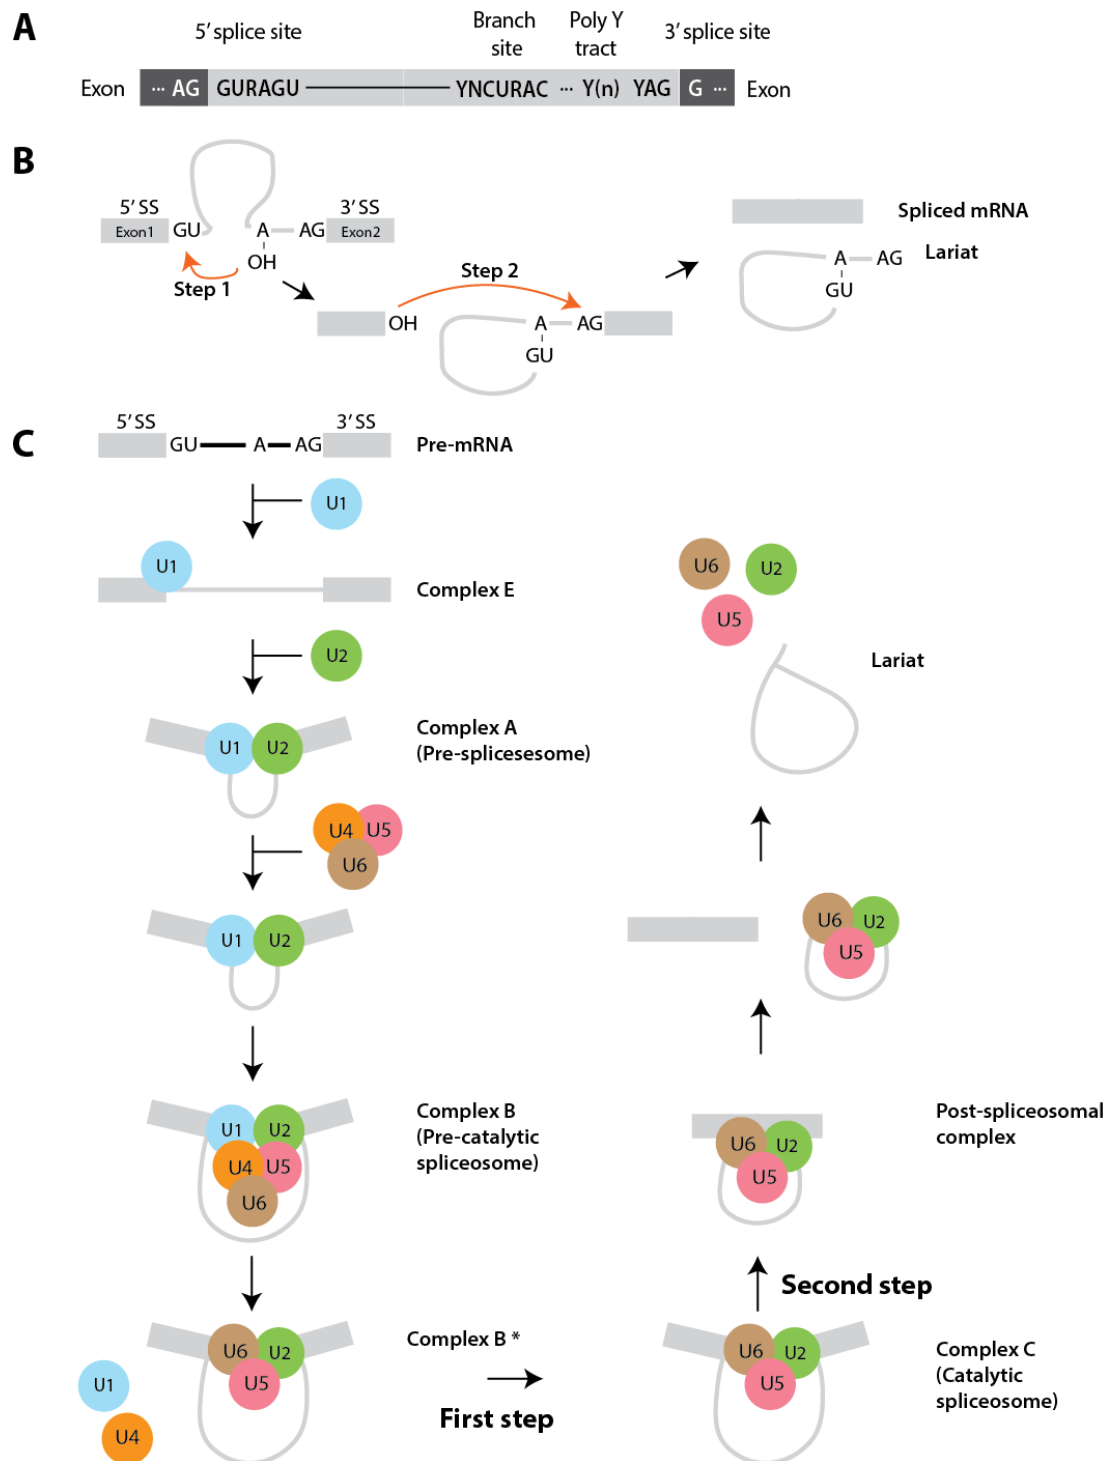 A
5' splice site
Branch site
Poly Y tract
3' splice site
Exon ··· AG GURAGU YNCURAC ··· Y(n) YAG G ··· Exon
B
5' SS
3' SS
Exon1 GU A AG Exon2
OH
Step 1
Step 2
OH A AG
GU
Spliced mRNA
Lariat
A AG
GU
C
5' SS
3' SS
GU A AG
Pre-mRNA
U1
U1
Complex E
U2
U1 U2
Complex A
(Pre-splicesesome)
U4 U5
U6
U1 U2
U1 U2
U4 U5
U6
Complex B
(Pre-catalytic
spliceosome)
U6 U2
U5
U1
U4
Complex B *
First step
U6 U2
U5
Complex C
(Catalytic
spliceosome)
Second step
U6 U2
U5
Post-spliceosomal
complex
U6 U2
U5
U6 U2
U5
Lariat